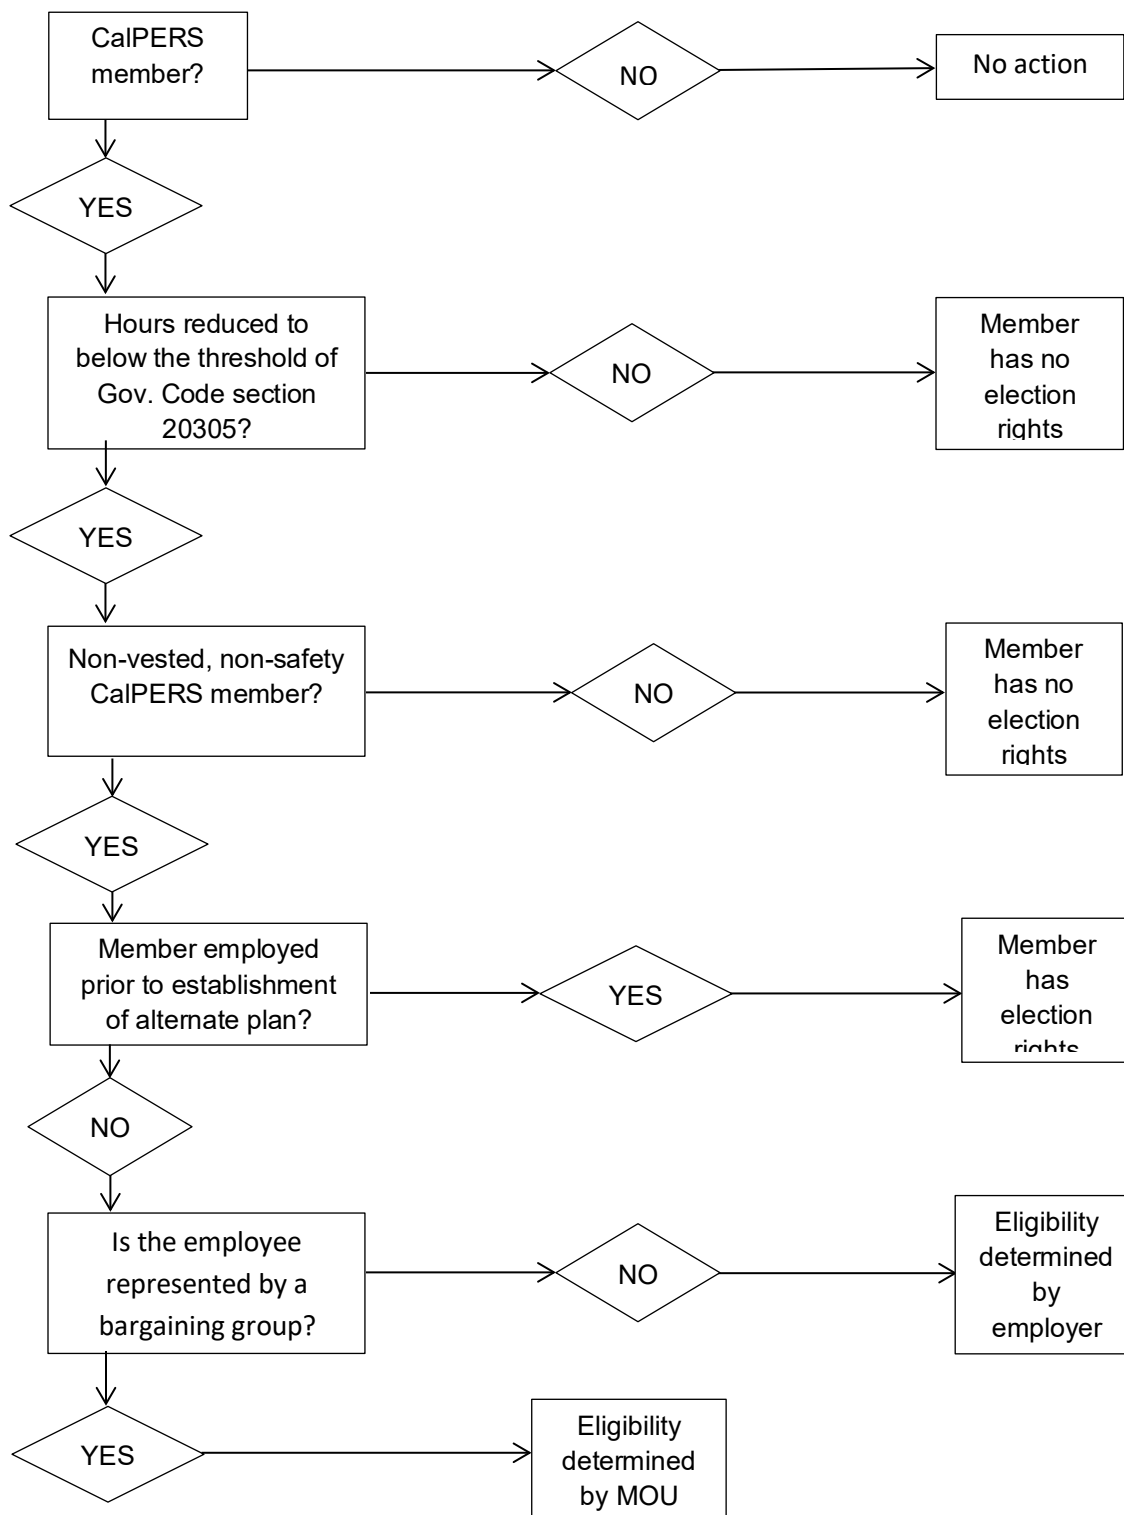 CalPERS
member?
NO
No action
YES
Hours reduced to
below the threshold of
Gov. Code section
20305?
NO
Member
has no
election
rights
YES
Non-vested, non-safety
CalPERS member?
NO
Member
has no
election
rights
YES
Member employed
prior to establishment
of alternate plan?
YES
Member
has
election
rights
NO
Is the employee
represented by a
bargaining group?
NO
Eligibility
determined
by
employer
YES
Eligibility
determined
by MOU